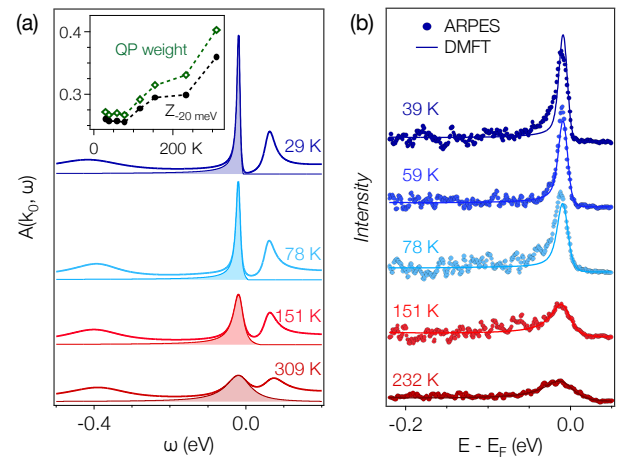 (a)
0.4
0.3
QP weight
Z-20 meV
0
200 K
29 K
78 K
151 K
309 K
A(k0, ω)
-0.4
0.0
ω (eV)
(b)
ARPES
DMFT
39 K
59 K
78 K
151 K
232 K
Intensity
-0.2
0.0
E - EF (eV)